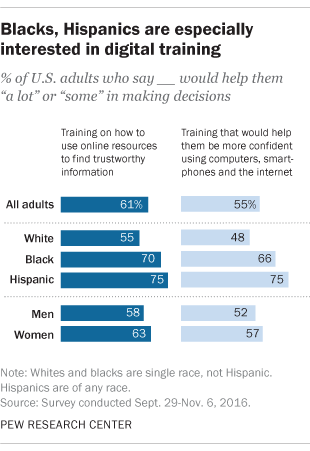 Blacks, Hispanics are especially
interested in digital training
% of U.S. adults who say __ would help them
“a lot” or “some” in making decisions
Training on how to
use online resources
to find trustworthy
information
Training that would help
them be more confident
using computers, smart-
phones and the internet
All adults 61% 55%
White 55 48
Black 70 66
Hispanic 75 75
Men 58 52
Women 63 57
Note: Whites and blacks are single race, not Hispanic.
Hispanics are of any race.
Source: Survey conducted Sept. 29-Nov. 6, 2016.
PEW RESEARCH CENTER